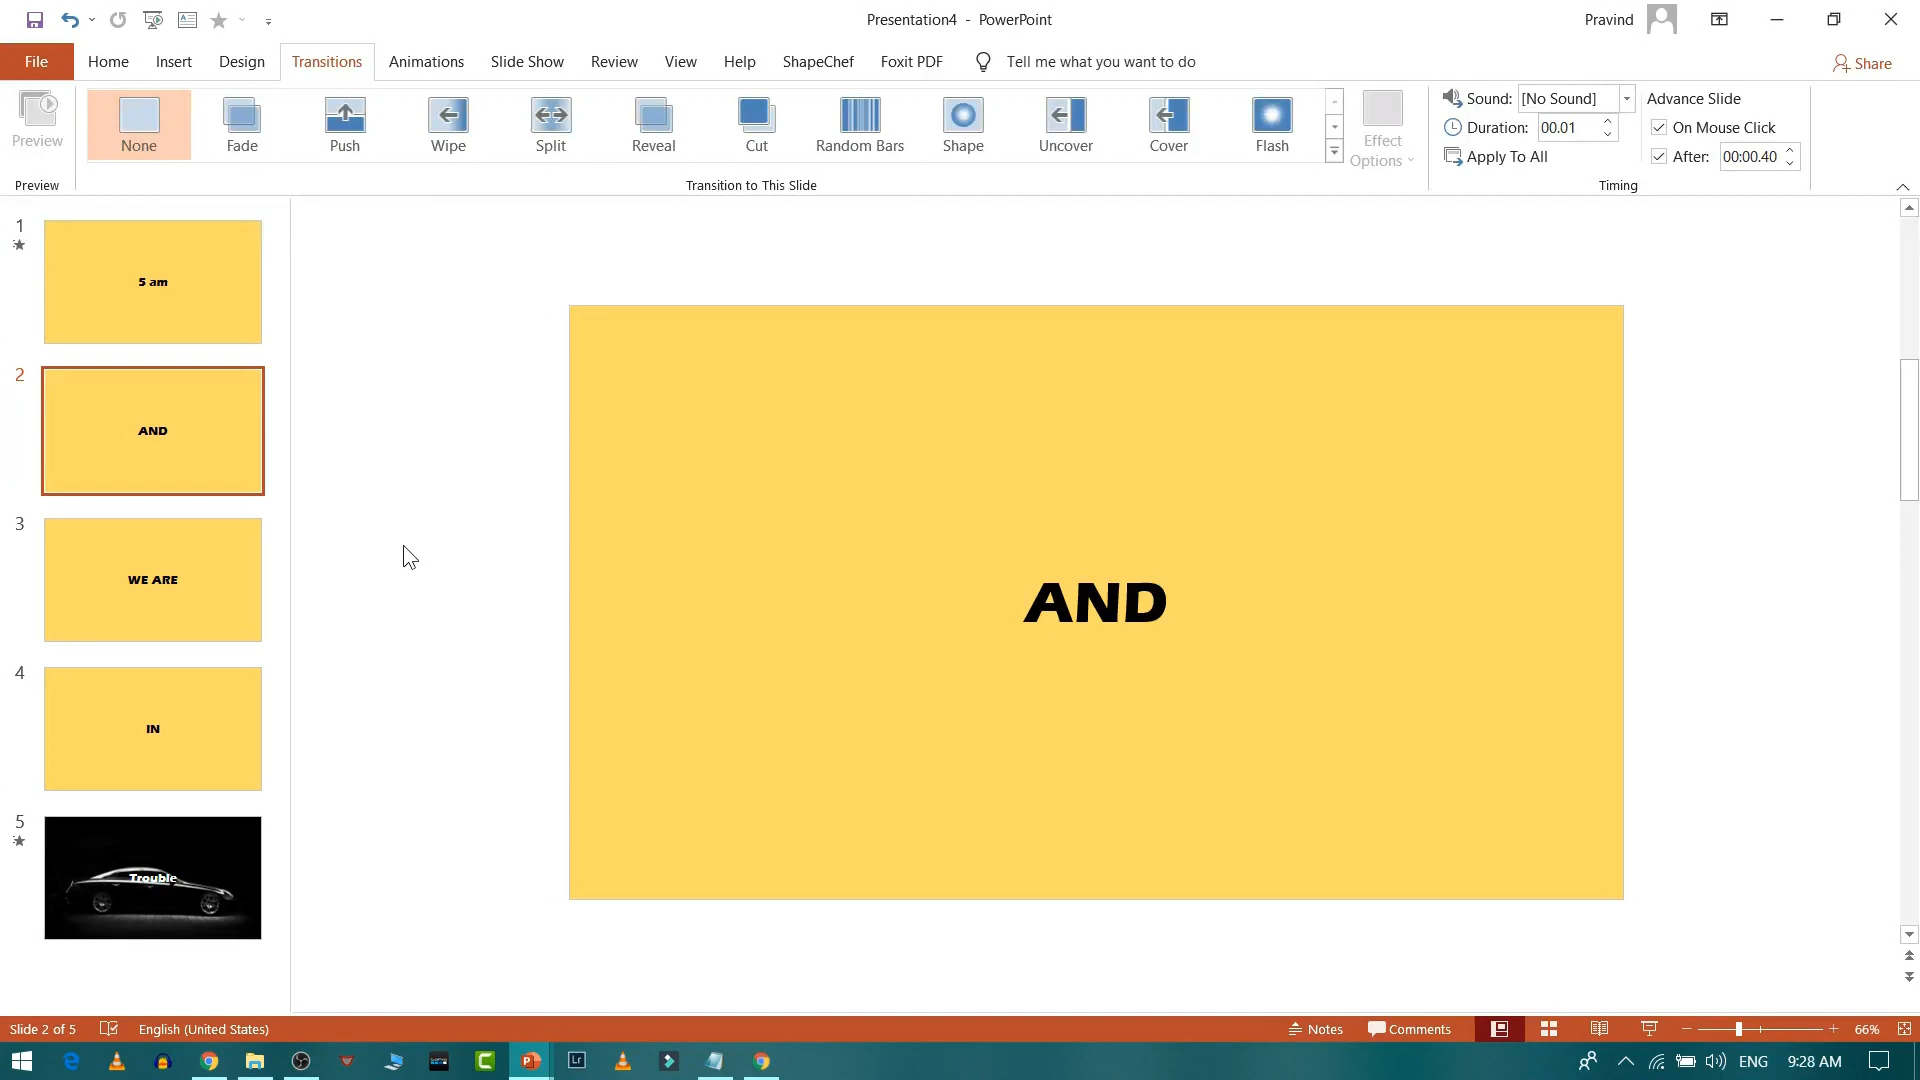 Presentation4 - PowerPoint
Pravind
File
Home
Insert
Design
Transitions
Animations
Slide Show
Review
View
Help
ShapeChef
Foxit PDF
Tell me what you want to do
Share
Preview
None
Fade
Push
Wipe
Split
Reveal
Cut
Random Bars
Shape
Uncover
Cover
Flash
Effect
Options
Sound: [No Sound]
Duration: 00.01
Apply To All
Advance Slide
On Mouse Click
After: 00:00.40
Preview
Transition to This Slide
Timing
1
5 am
2
AND
3
WE ARE
4
IN
5
Trouble
AND
Slide 2 of 5
English (United States)
Notes
Comments
66%
Lr
ENG
9:28 AM